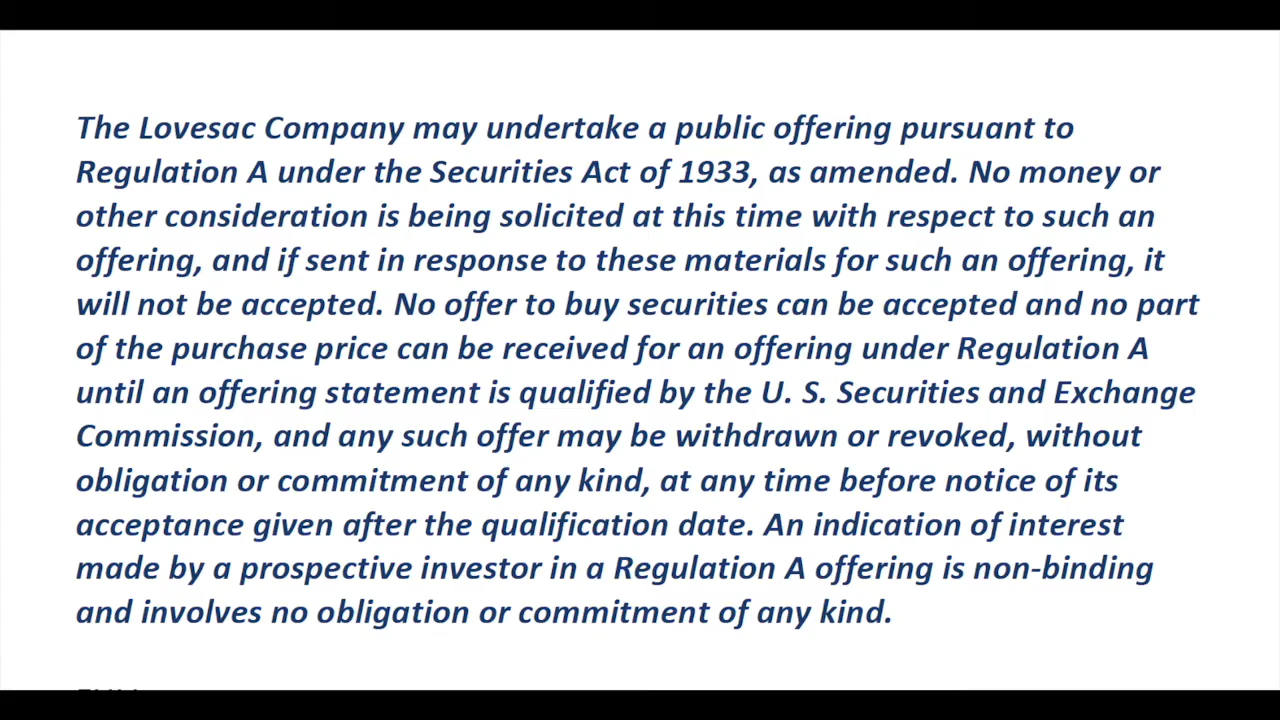 The Lovesac Company may undertake a public offering pursuant to
Regulation A under the Securities Act of 1933, as amended. No money or
other consideration is being solicited at this time with respect to such an
offering, and if sent in response to these materials for such an offering, it
will not be accepted. No offer to buy securities can be accepted and no part
of the purchase price can be received for an offering under Regulation A
until an offering statement is qualified by the U. S. Securities and Exchange
Commission, and any such offer may be withdrawn or revoked, without
obligation or commitment of any kind, at any time before notice of its
acceptance given after the qualification date. An indication of interest
made by a prospective investor in a Regulation A offering is non-binding
and involves no obligation or commitment of any kind.